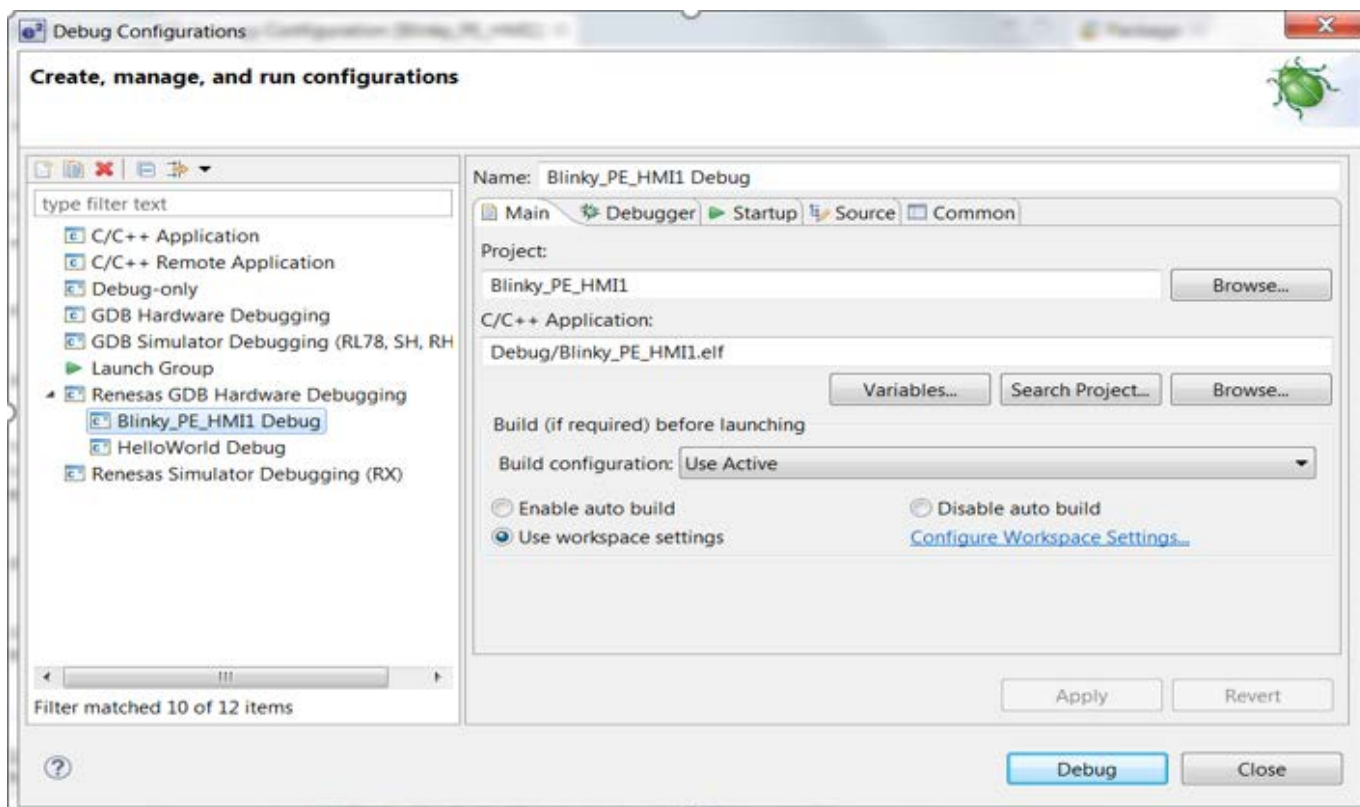 Debug Configurations
Create, manage, and run configurations
type filter text
C/C++ Application
C/C++ Remote Application
Debug-only
GDB Hardware Debugging
GDB Simulator Debugging (RL78, SH, RH
Launch Group
Renesas GDB Hardware Debugging
Blinky_PE_HMI1 Debug
HelloWorld Debug
Renesas Simulator Debugging (RX)
Filter matched 10 of 12 items
Name: Blinky_PE_HMI1 Debug
Main Debugger Startup Source Common
Project:
Blinky_PE_HMI1 Browse...
C/C++ Application:
Debug/Blinky_PE_HMI1.elf
Variables... Search Project... Browse...
Build (if required) before launching
Build configuration: Use Active
Enable auto build Disable auto build
Use workspace settings Configure Workspace Settings...
Apply Revert
Debug Close